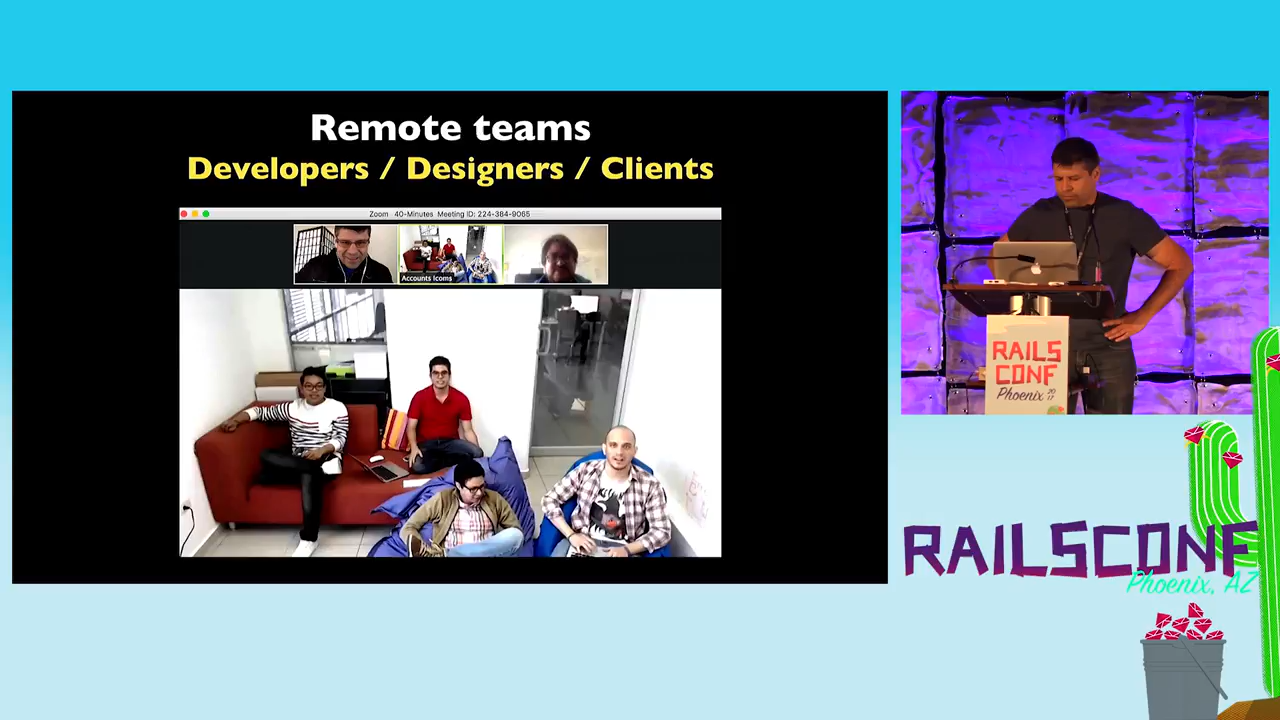 Remote teams
Developers / Designers / Clients
Zoom 40-Minutes Meeting ID: 224-384-9065
Accounts Icoms
RAILS
CONF
Phoenix 2017
RAILSCONF
Phoenix, AZ